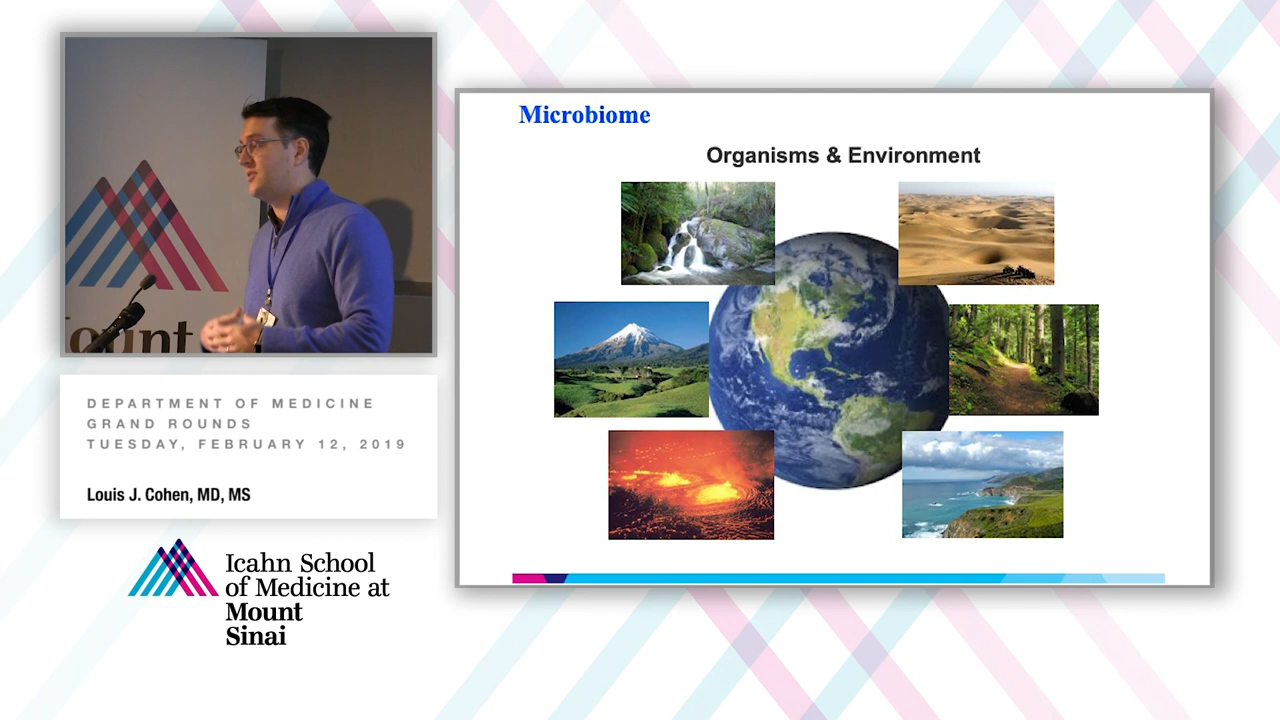 ount
DEPARTMENT OF MEDICINE
GRAND ROUNDS
TUESDAY, FEBRUARY 12, 2019
Louis J. Cohen, MD, MS
Icahn School
of Medicine at
Mount
Sinai
Microbiome
Organisms & Environment